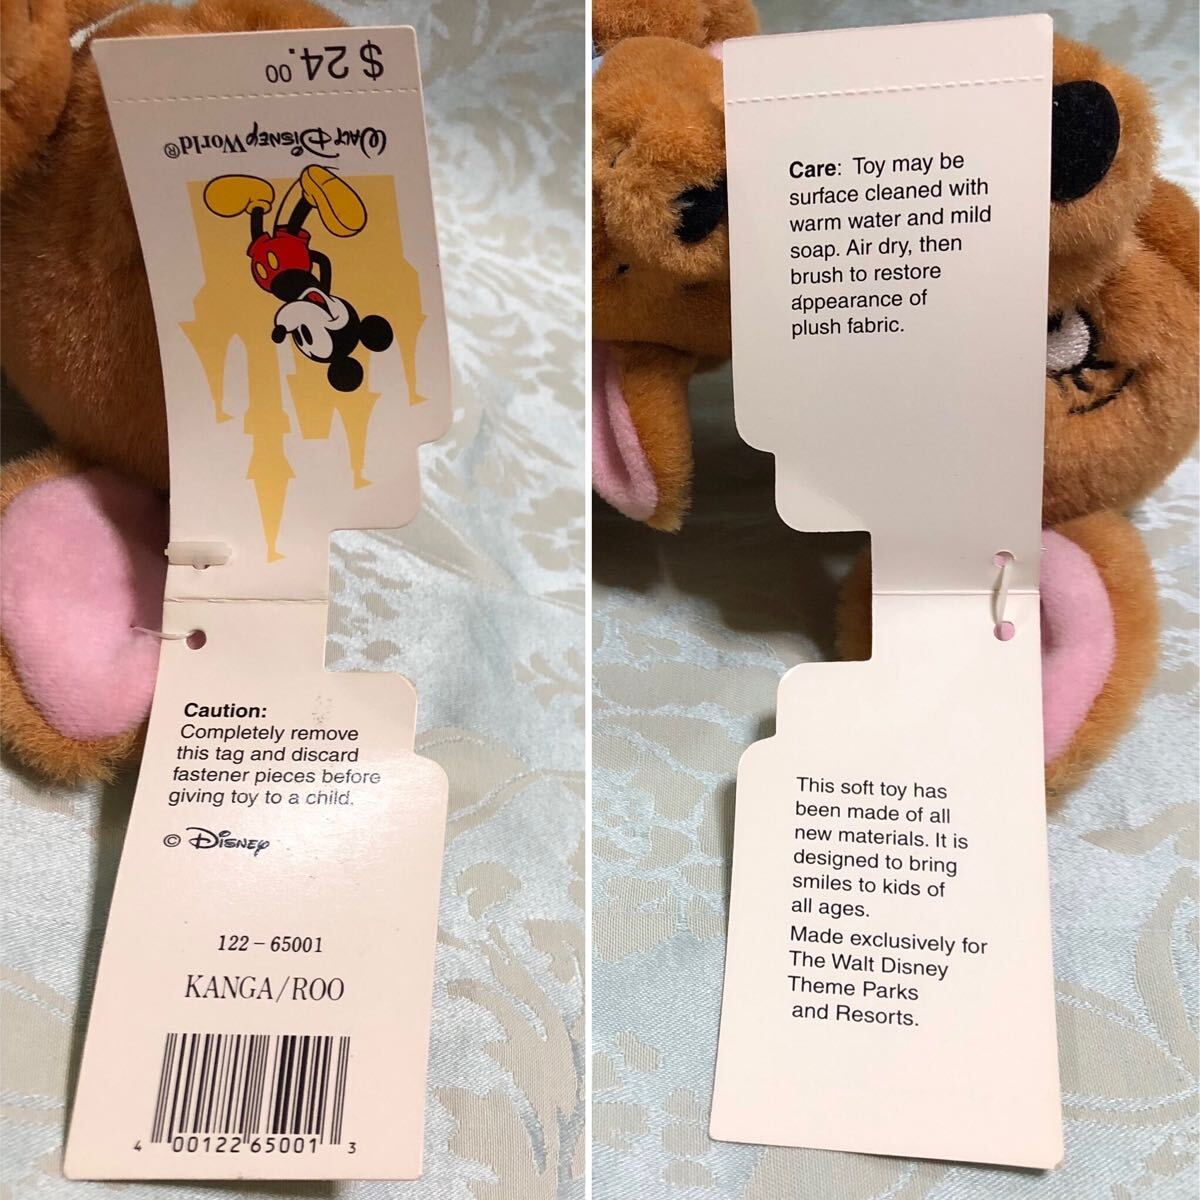 $ 24.00
WALT DISNEY World®
Caution:
Completely remove
this tag and discard
fastener pieces before
giving toy to a child.
© DISNEY
122-65001
KANGA/ROO
4 00122 65001 3
Care: Toy may be
surface cleaned with
warm water and mild
soap. Air dry, then
brush to restore
appearance of
plush fabric.
This soft toy has
been made of all
new materials. It is
designed to bring
smiles to kids of
all ages.
Made exclusively for
The Walt Disney
Theme Parks
and Resorts.